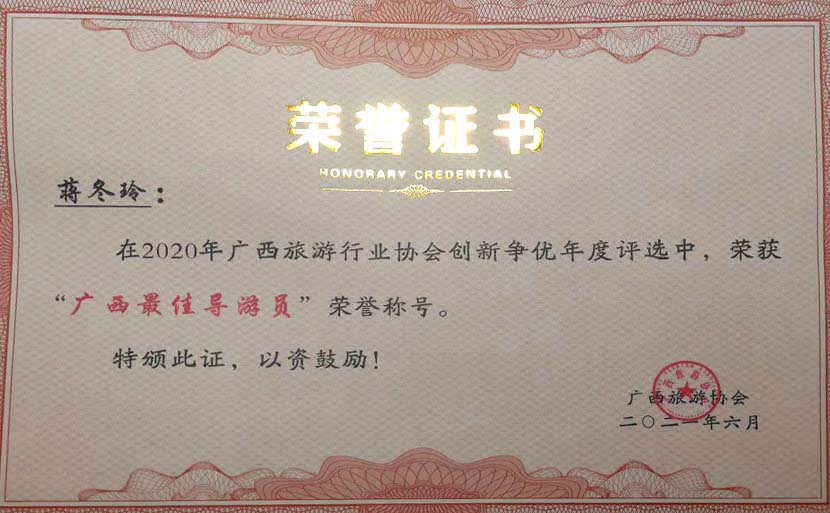 荣誉证书
HONORARY CREDENTIAL
蒋冬玲：
在2020年广西旅游行业协会创新争优年度评选中，荣获
“广西最佳导游员”荣誉称号。
特颁此证，以资鼓励！
广西旅游协会
二〇二一年六月